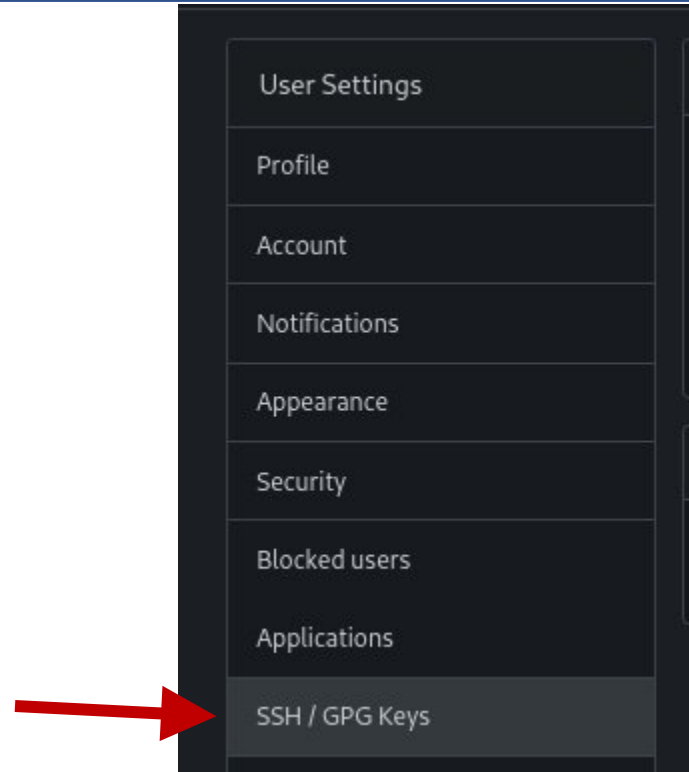 User Settings
Profile
Account
Notifications
Appearance
Security
Blocked users
Applications
SSH / GPG Keys